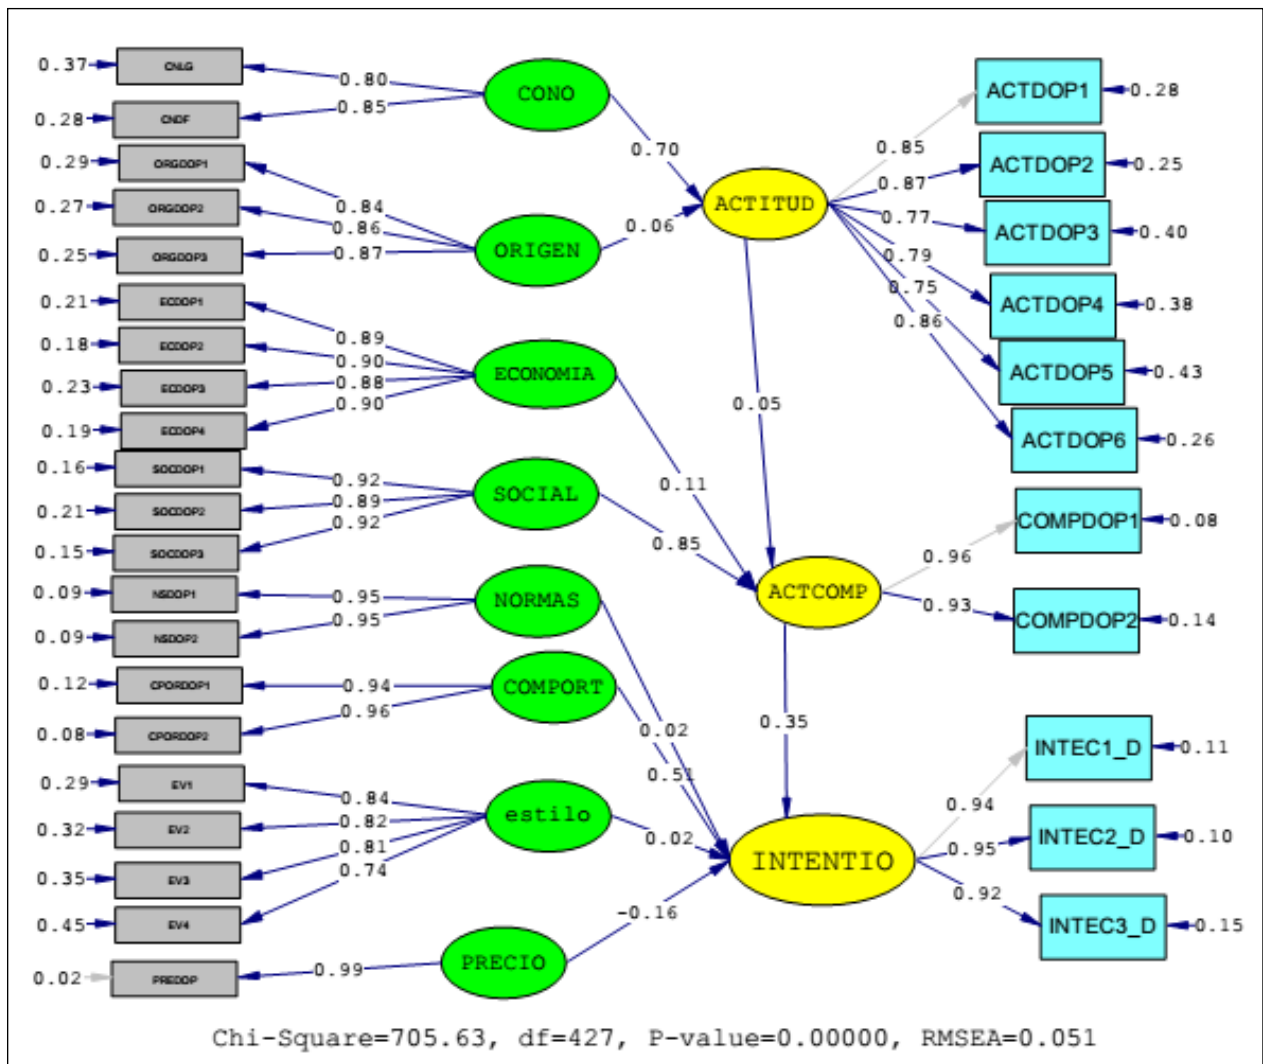 0.37 CNLG 0.80 CONO ACTDOP1 0.28
0.28 CNDF 0.85 0.70 0.85
0.29 ORGDOP1 0.84 ACTITUD 0.87 ACTDOP2 0.25
0.27 ORGDOP2 0.86 ORIGEN 0.06 0.77 ACTDOP3 0.40
0.25 ORGDOP3 0.87 0.79
0.21 ECDOP1 0.89 0.75 ACTDOP4 0.38
0.18 ECDOP2 0.90 0.86
0.23 ECDOP3 0.88 ECONOMIA 0.05 ACTDOP5 0.43
0.19 ECDOP4 0.90 ACTDOP6 0.26
0.16 SOCDOP1 0.92 SOCIAL 0.11
0.21 SOCDOP2 0.89 COMPDOP1 0.08
0.15 SOCDOP3 0.92 0.85 0.96
0.09 NSDOP1 0.95 NORMAS ACTCOMP 0.93
0.09 NSDOP2 0.95 COMPDOP2 0.14
0.12 CPORDOP1 0.94 COMPORT
0.08 CPORDOP2 0.96 0.02 0.35 INTEC1_D 0.11
0.29 EV1 0.84 0.51 0.94
0.32 EV2 0.82 estilo 0.02 INTEC2_D 0.10
0.35 EV3 0.81 INTENTIO 0.95
0.45 EV4 0.74 -0.16 0.92 INTEC3_D 0.15
0.02 PREDOP 0.99 PRECIO
Chi-Square=705.63, df=427, P-value=0.00000, RMSEA=0.051